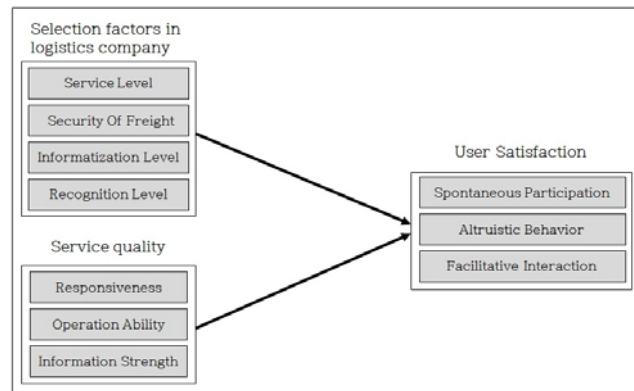 Selection factors in
logistics company
Service Level
Security Of Freight
Informatization Level
Recognition Level
Service quality
Responsiveness
Operation Ability
Information Strength
User Satisfaction
Spontaneous Participation
Altruistic Behavior
Facilitative Interaction